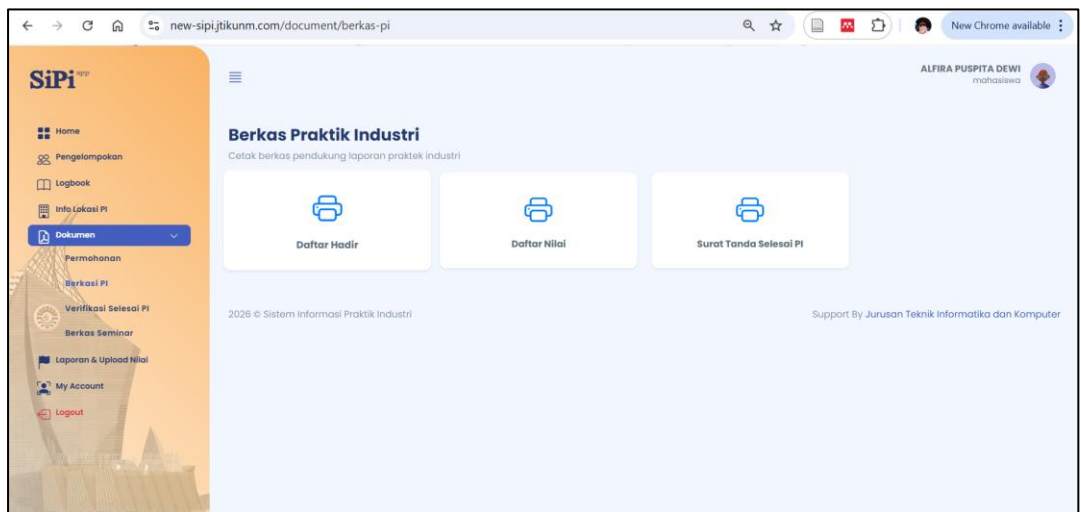 new-sipi.jtikunm.com/document/berkas-pi
New Chrome available
SiPi app
ALFIRA PUSPITA DEWI
mahasiswa
Home
Pengelompokan
Logbook
Info Lokasi PI
Dokumen
Permohonan
Berkasi PI
Verifikasi Selesai PI
Berkas Seminar
Laporan & Upload Nilai
My Account
Logout
Berkas Praktik Industri
Cetak berkas pendukung laporan praktek industri
Daftar Hadir
Daftar Nilai
Surat Tanda Selesai PI
2026 © Sistem Informasi Praktik Industri
Support By Jurusan Teknik Informatika dan Komputer